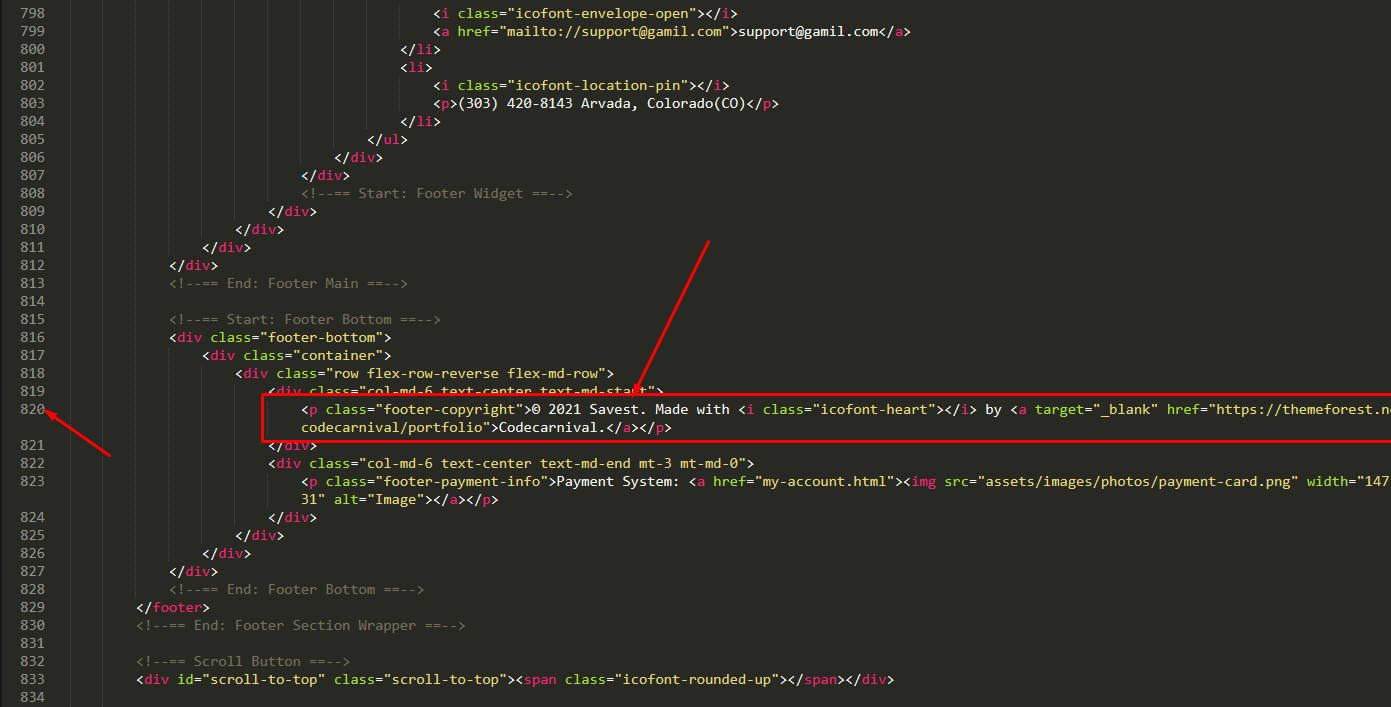 798 <i class="icofont-envelope-open"></i>
799 <a href="mailto://support@gamil.com">support@gamil.com</a>
800 </li>
801 <li>
802 <i class="icofont-location-pin"></i>
803 <p>(303) 420-8143 Arvada, Colorado(CO)</p>
804 </li>
805 </ul>
806 </div>
807 </div>
808 <!--== Start: Footer Widget ==-->
809 </div>
810 </div>
811 </div>
812 </div>
813 <!--== End: Footer Main ==-->
814
815 <!--== Start: Footer Bottom ==-->
816 <div class="footer-bottom">
817 <div class="container">
818 <div class="row flex-row-reverse flex-md-row">
819 <div class="col-md-6 text-center text-md-start">
820 <p class="footer-copyright">© 2021 Savest. Made with <i class="icofont-heart"></i> by <a target="_blank" href="https://themeforest.ne
codecarnival/portfolio">Codecarnival.</a></p>
821 </div>
822 <div class="col-md-6 text-center text-md-end mt-3 mt-md-0">
823 <p class="footer-payment-info">Payment System: <a href="my-account.html"><img src="assets/images/photos/payment-card.png" width="147
31" alt="Image"></a></p>
824 </div>
825 </div>
826 </div>
827 </div>
828 <!--== End: Footer Bottom ==-->
829 </footer>
830 <!--== End: Footer Section Wrapper ==-->
831
832 <!--== Scroll Button ==-->
833 <div id="scroll-to-top" class="scroll-to-top"><span class="icofont-rounded-up"></span></div>
834